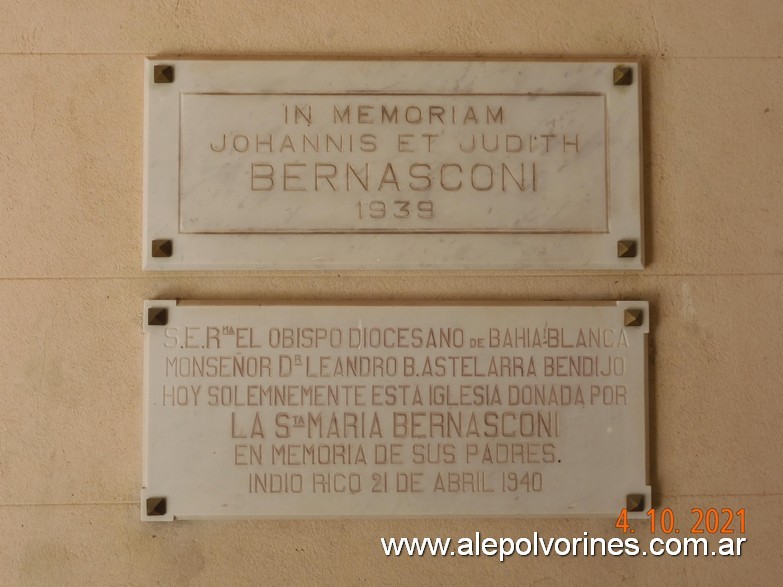 IN MEMORIAM
JOHANNIS ET JUDITH
BERNASCONI
1939
S.E.Rᴹᴬ EL OBISPO DIOCESANO DE BAHIA BLANCA
MONSEÑOR Dᴿ LEANDRO B. ASTELARRA BENDIJO
HOY SOLEMNEMENTE ESTA IGLESIA DONADA POR
LA Sᵀᴬ MARIA BERNASCONI
EN MEMORIA DE SUS PADRES.
INDIO RICO 21 DE ABRIL 1940
4.10.2021
www.alepolvorines.com.ar